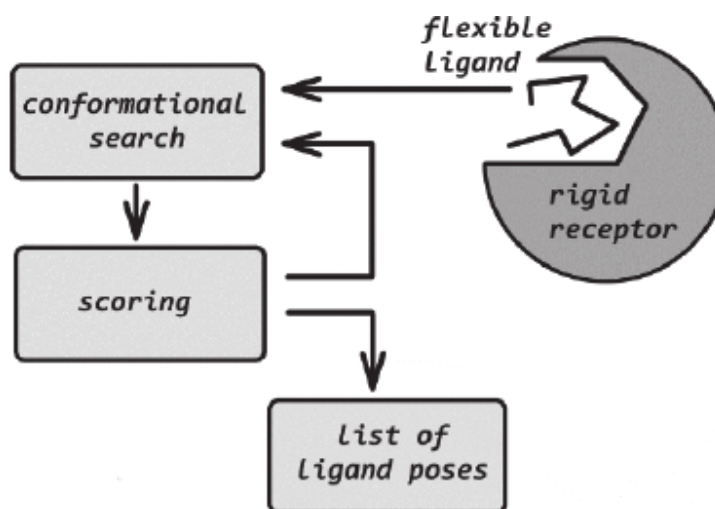 flexible
ligand
conformational
search
rigid
receptor
scoring
list of
ligand poses